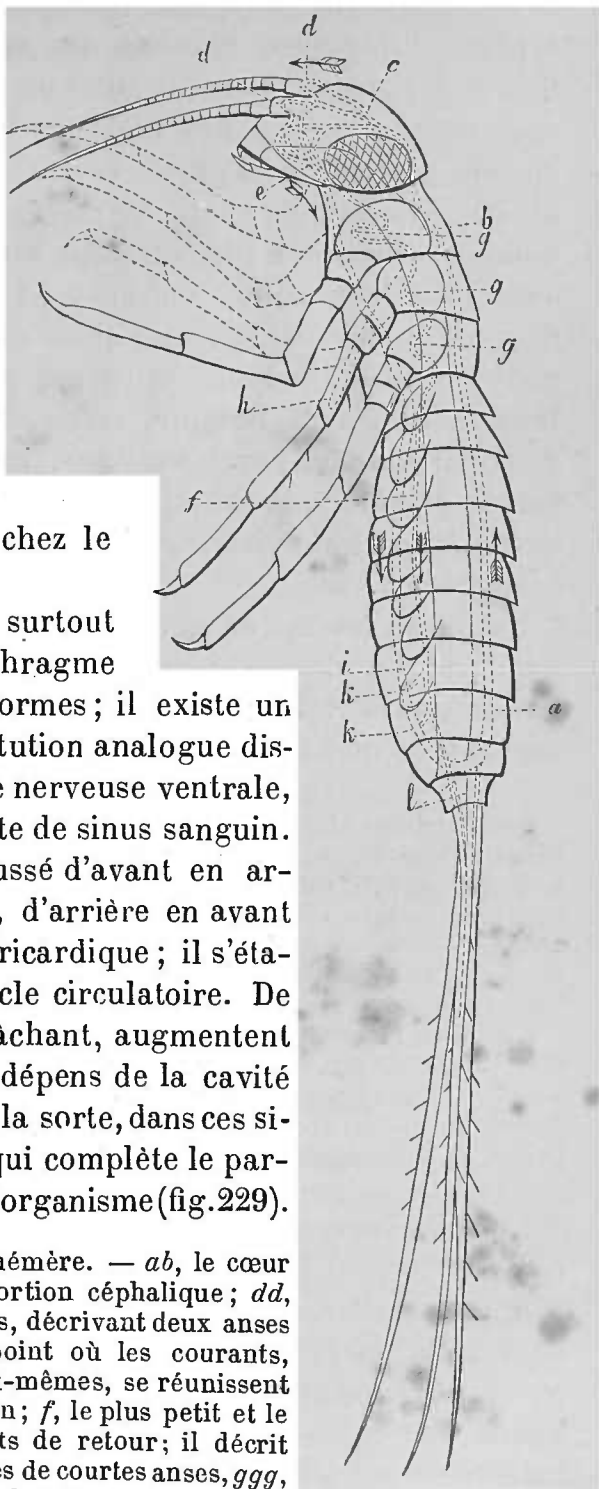 d
d
c
e
b
g
g
g
h
f
i
k
k
a
l
chez le
surtout
hragme
ormes; il existe un
tution analogue dis-
e nerveuse ventrale,
te de sinus sanguin.
ussé d'avant en ar-
, d'arrière en avant
ricardique; il s'éta-
cle circulatoire. De
âchant, augmentent
dépens de la cavité
la sorte, dans ces si-
qui complète le par-
organisme (fig. 229).
hémère. — ab, le cœur
ortion céphalique; dd,
s, décrivant deux anses
point où les courants,
x-mêmes, se réunissent
n; f, le plus petit et le
ts de retour; il décrit
es de courtes anses, ggg,